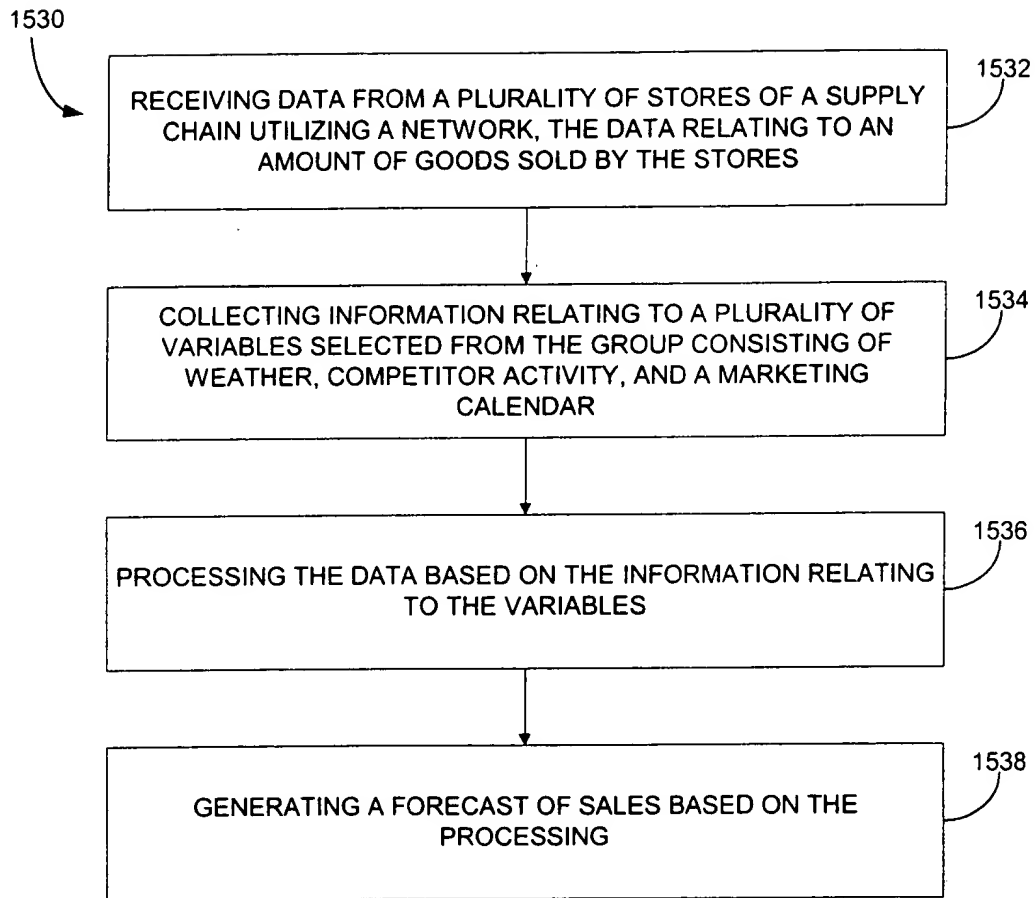 1530
1532
RECEIVING DATA FROM A PLURALITY OF STORES OF A SUPPLY
CHAIN UTILIZING A NETWORK, THE DATA RELATING TO AN
AMOUNT OF GOODS SOLD BY THE STORES
1534
COLLECTING INFORMATION RELATING TO A PLURALITY OF
VARIABLES SELECTED FROM THE GROUP CONSISTING OF
WEATHER, COMPETITOR ACTIVITY, AND A MARKETING
CALENDAR
1536
PROCESSING THE DATA BASED ON THE INFORMATION RELATING
TO THE VARIABLES
1538
GENERATING A FORECAST OF SALES BASED ON THE
PROCESSING